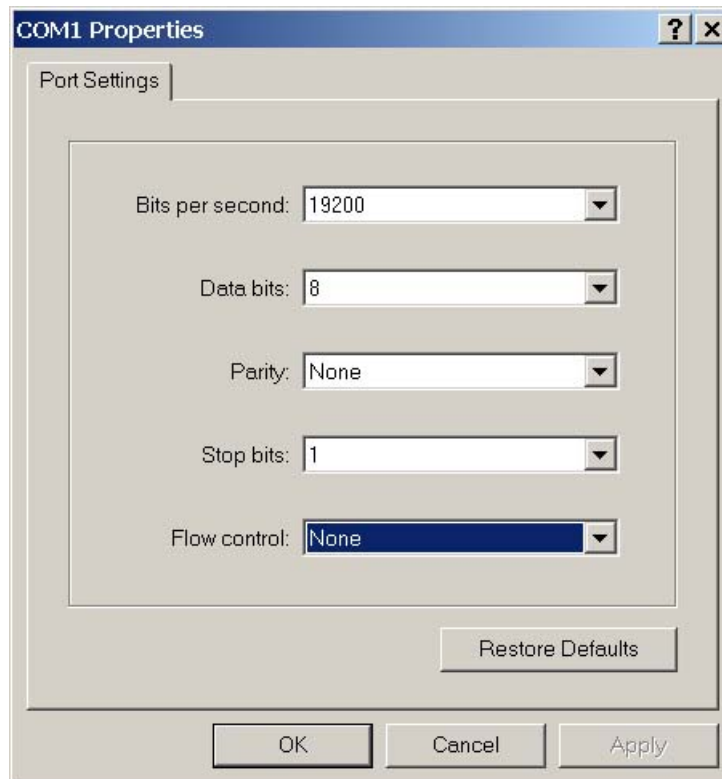 COM1 Properties
Port Settings
Bits per second: 19200
Data bits: 8
Parity: None
Stop bits: 1
Flow control: None
Restore Defaults
OK Cancel Apply